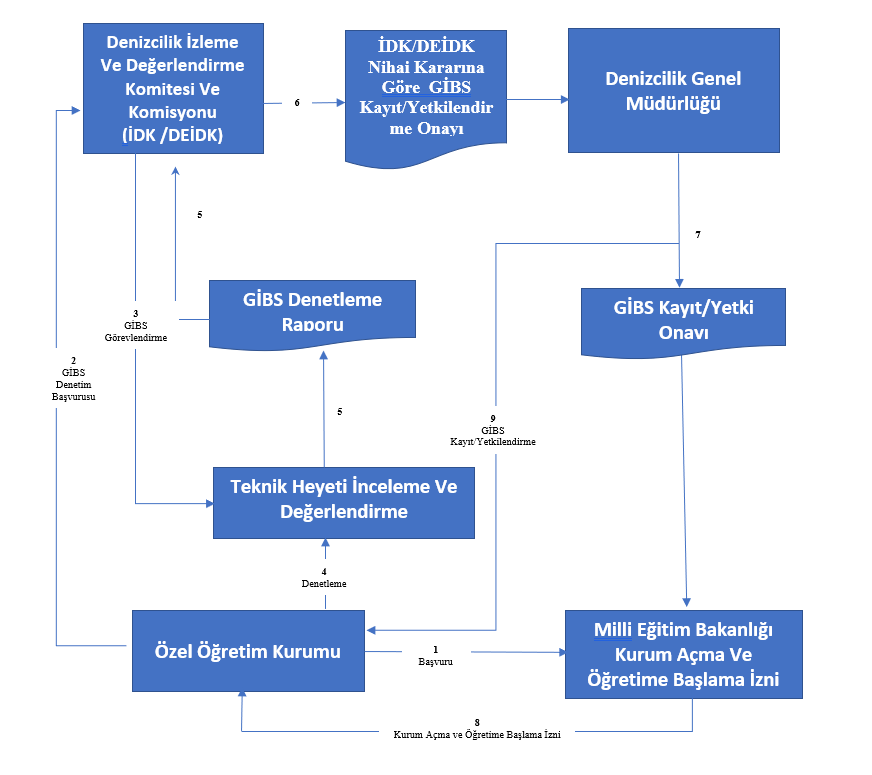 Denizcilik İzleme
Ve Değerlendirme
Komitesi Ve
Komisyonu
(İDK /DEİDK)
6
İDK/DEİDK
Nihai Kararına
Göre GİBS
Kayıt/Yetkilendir
me Onayı
Denizcilik Genel
Müdürlüğü
5
7
3
GİBS
Görevlendirme
GİBS Denetleme
Raporu
GİBS Kayıt/Yetki
Onayı
2
GİBS
Denetim
Başvurusu
5
9
GİBS
Kayıt/Yetkilendirme
Teknik Heyeti İnceleme Ve
Değerlendirme
4
Denetleme
Özel Öğretim Kurumu
1
Başvuru
Milli Eğitim Bakanlığı
Kurum Açma Ve
Öğretime Başlama İzni
8
Kurum Açma ve Öğretime Başlama İzni